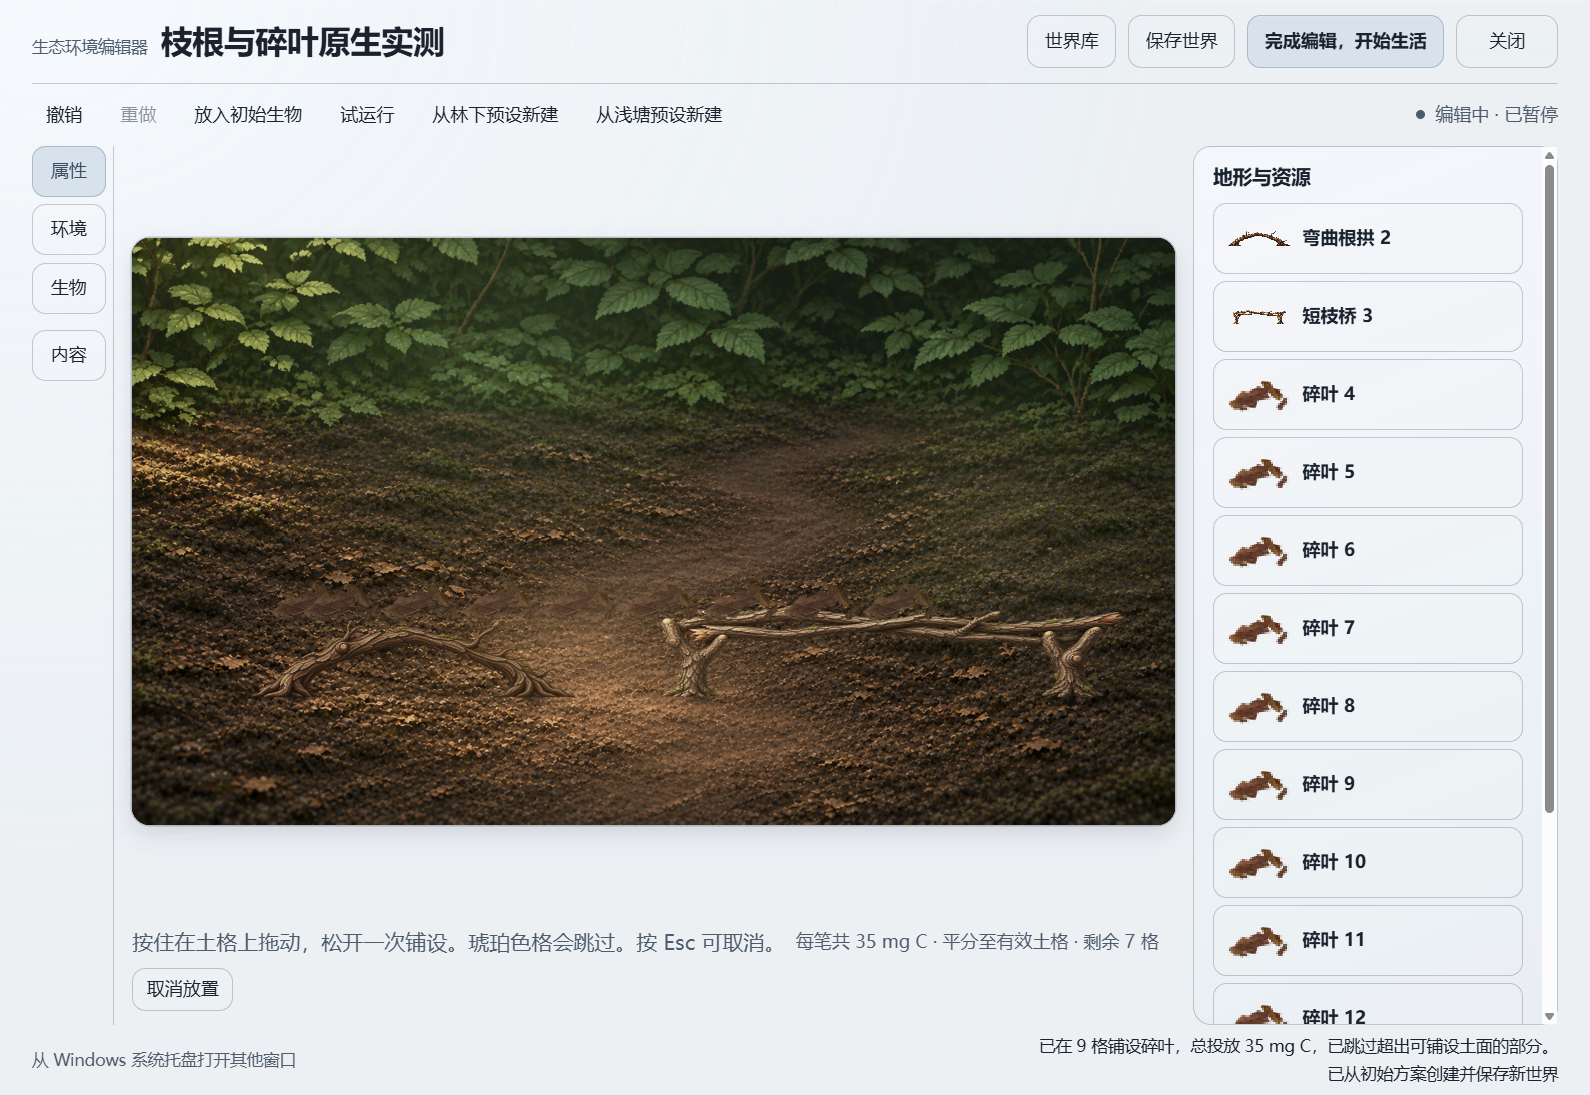 生态环境编辑器 枝根与碎叶原生实测
世界库 保存世界 完成编辑，开始生活 关闭
撤销 重做 放入初始生物 试运行 从林下预设新建 从浅塘预设新建
编辑中 · 已暂停
属性
环境
生物
内容
地形与资源
弯曲根拱 2
短枝桥 3
碎叶 4
碎叶 5
碎叶 6
碎叶 7
碎叶 8
碎叶 9
碎叶 10
碎叶 11
碎叶 12
按住在土格上拖动，松开一次铺设。琥珀色格会跳过。按 Esc 可取消。 每笔共 35 mg C · 平分至有效土格 · 剩余 7 格
取消放置
从 Windows 系统托盘打开其他窗口
已在 9 格铺设碎叶，总投放 35 mg C，已跳过超出可铺设土面的部分。
已从初始方案创建并保存新世界